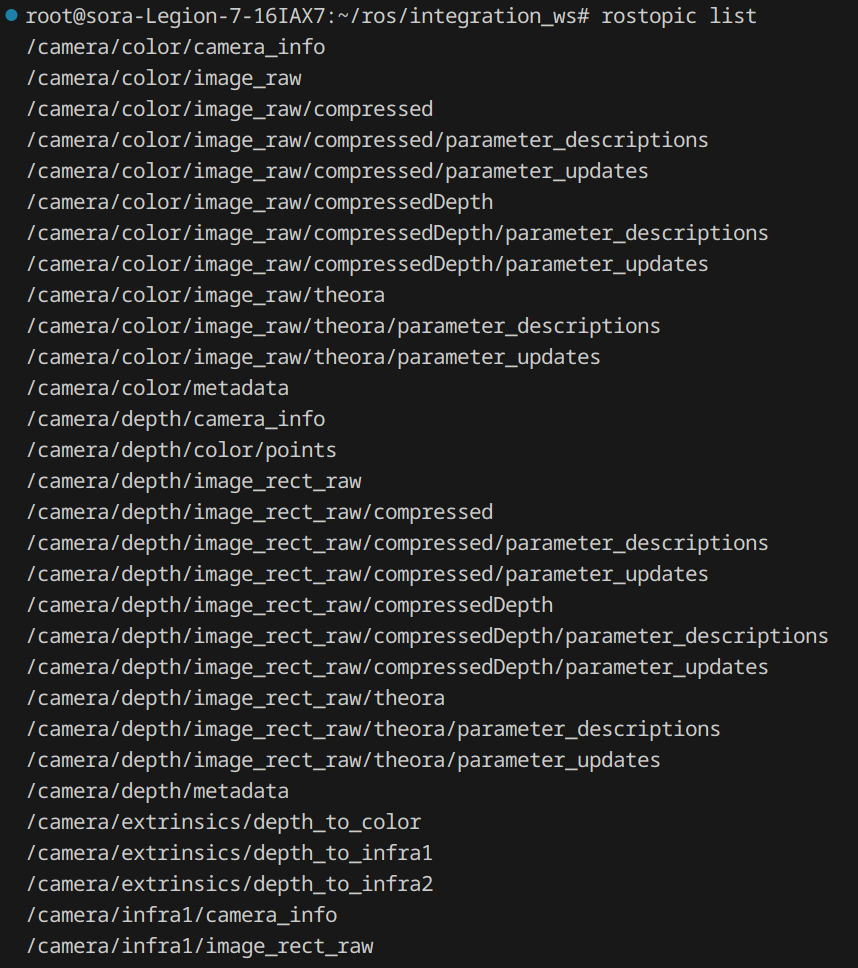 root@sora-Legion-7-16IAX7:~/ros/integration_ws# rostopic list
/camera/color/camera_info
/camera/color/image_raw
/camera/color/image_raw/compressed
/camera/color/image_raw/compressed/parameter_descriptions
/camera/color/image_raw/compressed/parameter_updates
/camera/color/image_raw/compressedDepth
/camera/color/image_raw/compressedDepth/parameter_descriptions
/camera/color/image_raw/compressedDepth/parameter_updates
/camera/color/image_raw/theora
/camera/color/image_raw/theora/parameter_descriptions
/camera/color/image_raw/theora/parameter_updates
/camera/color/metadata
/camera/depth/camera_info
/camera/depth/color/points
/camera/depth/image_rect_raw
/camera/depth/image_rect_raw/compressed
/camera/depth/image_rect_raw/compressed/parameter_descriptions
/camera/depth/image_rect_raw/compressed/parameter_updates
/camera/depth/image_rect_raw/compressedDepth
/camera/depth/image_rect_raw/compressedDepth/parameter_descriptions
/camera/depth/image_rect_raw/compressedDepth/parameter_updates
/camera/depth/image_rect_raw/theora
/camera/depth/image_rect_raw/theora/parameter_descriptions
/camera/depth/image_rect_raw/theora/parameter_updates
/camera/depth/metadata
/camera/extrinsics/depth_to_color
/camera/extrinsics/depth_to_infra1
/camera/extrinsics/depth_to_infra2
/camera/infra1/camera_info
/camera/infra1/image_rect_raw